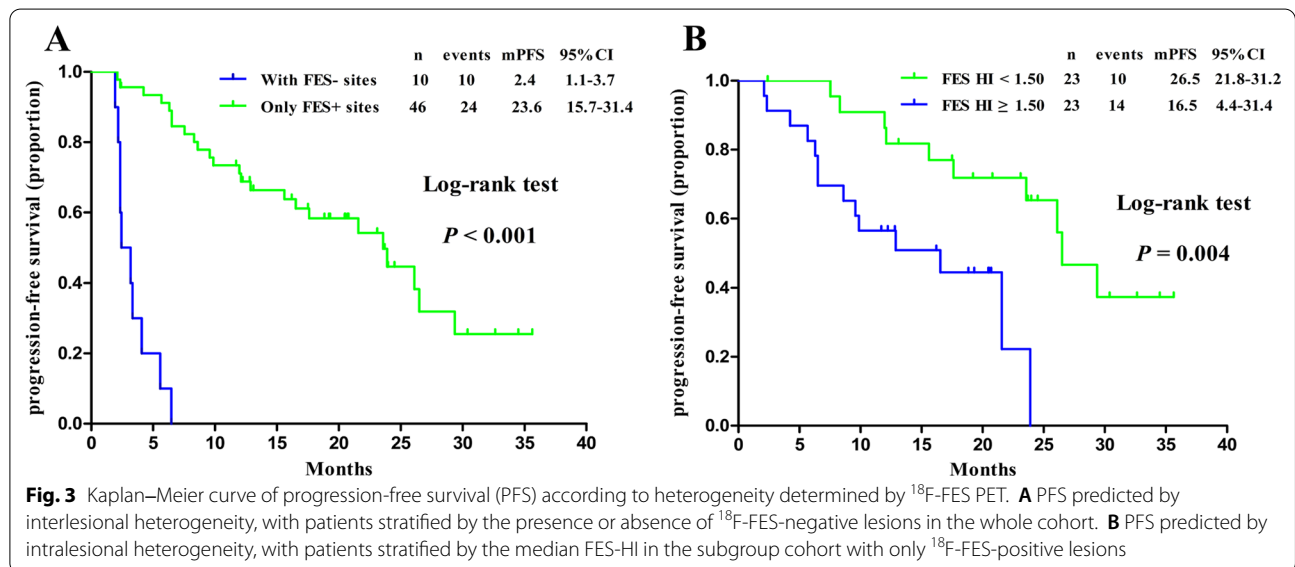 A
n events mPFS 95%CI
With FES- sites 10 10 2.4 1.1-3.7
Only FES+ sites 46 24 23.6 15.7-31.4
Log-rank test
P < 0.001
progression-free survival (proportion)
1.0
0.8
0.6
0.4
0.2
0.0
0 5 10 15 20 25 30 35 40
Months
B
n events mPFS 95%CI
FES HI < 1.50 23 10 26.5 21.8-31.2
FES HI ≥ 1.50 23 14 16.5 4.4-31.4
Log-rank test
P = 0.004
progression-free survival (proportion)
1.0
0.8
0.6
0.4
0.2
0.0
0 5 10 15 20 25 30 35 40
Months
Fig. 3 Kaplan–Meier curve of progression-free survival (PFS) according to heterogeneity determined by ¹⁸F-FES PET. A PFS predicted by
interlesional heterogeneity, with patients stratified by the presence or absence of ¹⁸F-FES-negative lesions in the whole cohort. B PFS predicted by
intralesional heterogeneity, with patients stratified by the median FES-HI in the subgroup cohort with only ¹⁸F-FES-positive lesions